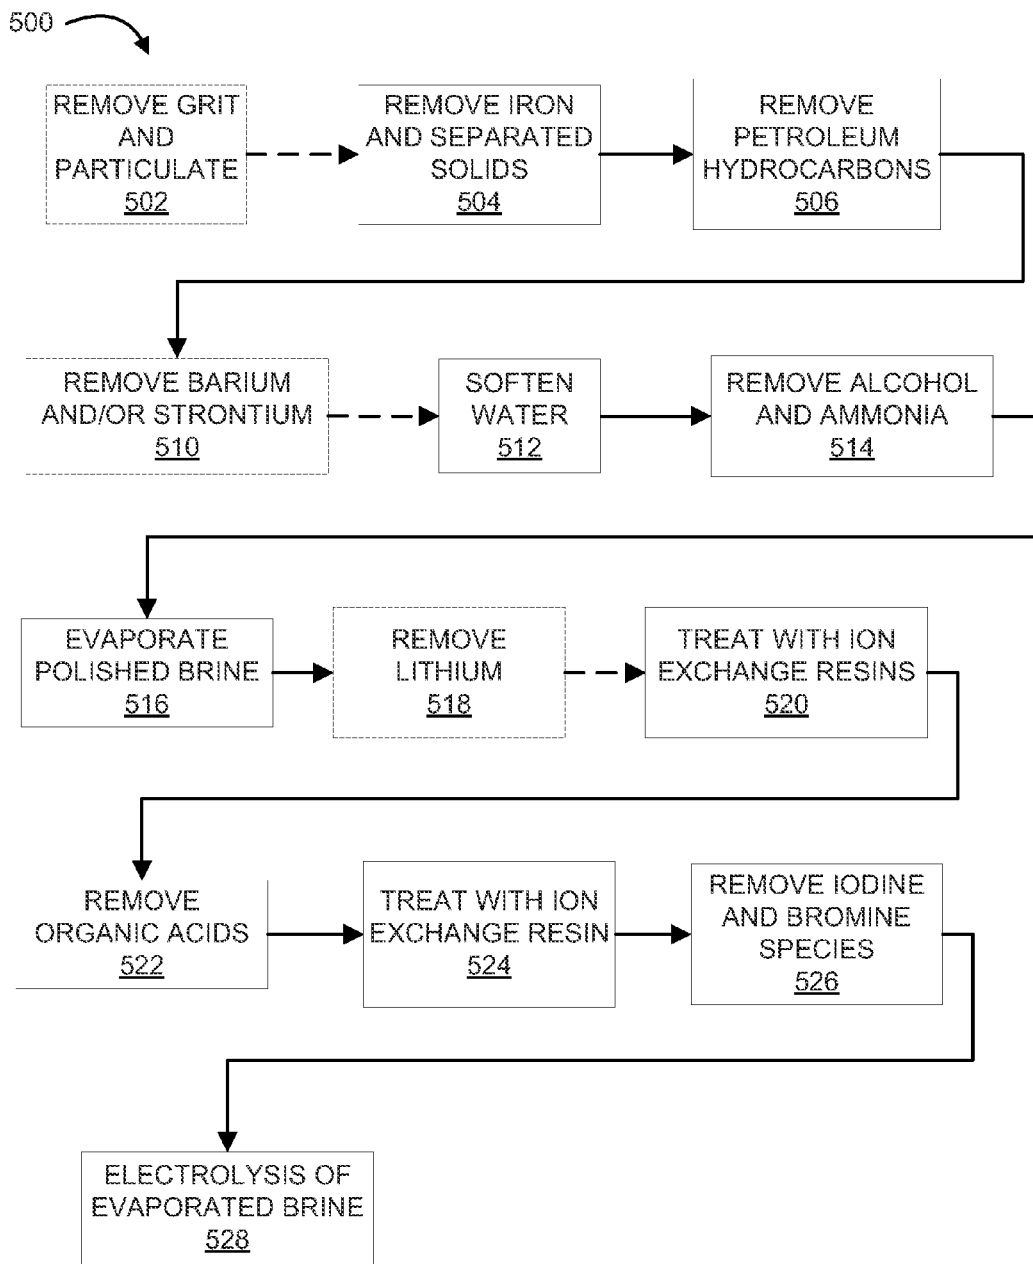 500
REMOVE GRIT
AND
PARTICULATE
502
REMOVE IRON
AND SEPARATED
SOLIDS
504
REMOVE
PETROLEUM
HYDROCARBONS
506
REMOVE BARIUM
AND/OR STRONTIUM
510
SOFTEN
WATER
512
REMOVE ALCOHOL
AND AMMONIA
514
EVAPORATE
POLISHED BRINE
516
REMOVE
LITHIUM
518
TREAT WITH ION
EXCHANGE RESINS
520
REMOVE
ORGANIC ACIDS
522
TREAT WITH ION
EXCHANGE RESIN
524
REMOVE IODINE
AND BROMINE
SPECIES
526
ELECTROLYSIS OF
EVAPORATED BRINE
528